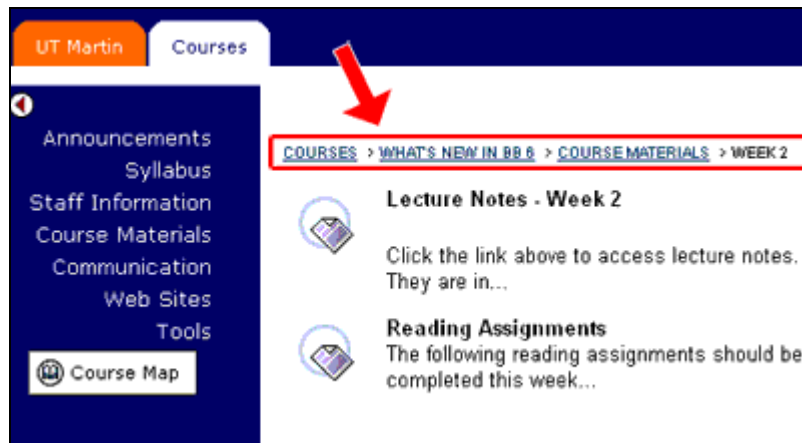 UT Martin
Courses
Announcements
Syllabus
Staff Information
Course Materials
Communication
Web Sites
Tools
Course Map
COURSES > WHAT'S NEW IN BB 6 > COURSE MATERIALS > WEEK 2
Lecture Notes - Week 2
Click the link above to access lecture notes.
They are in...
Reading Assignments
The following reading assignments should be
completed this week...